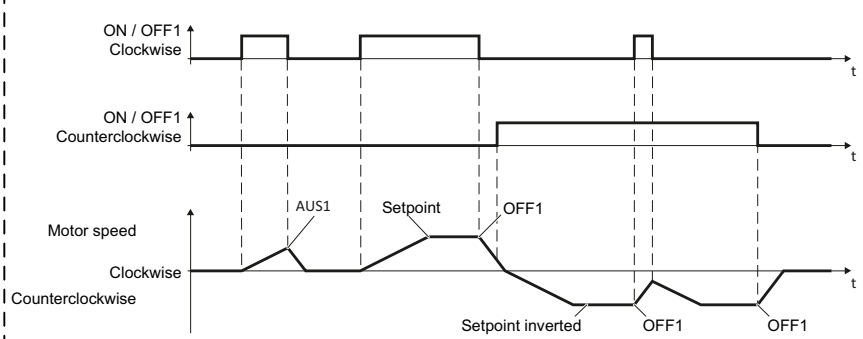 ON / OFF1
Clockwise
t
ON / OFF1
Counterclockwise
t
AUS1
Setpoint
OFF1
Motor speed
Clockwise
t
Counterclockwise
Setpoint inverted
OFF1
OFF1